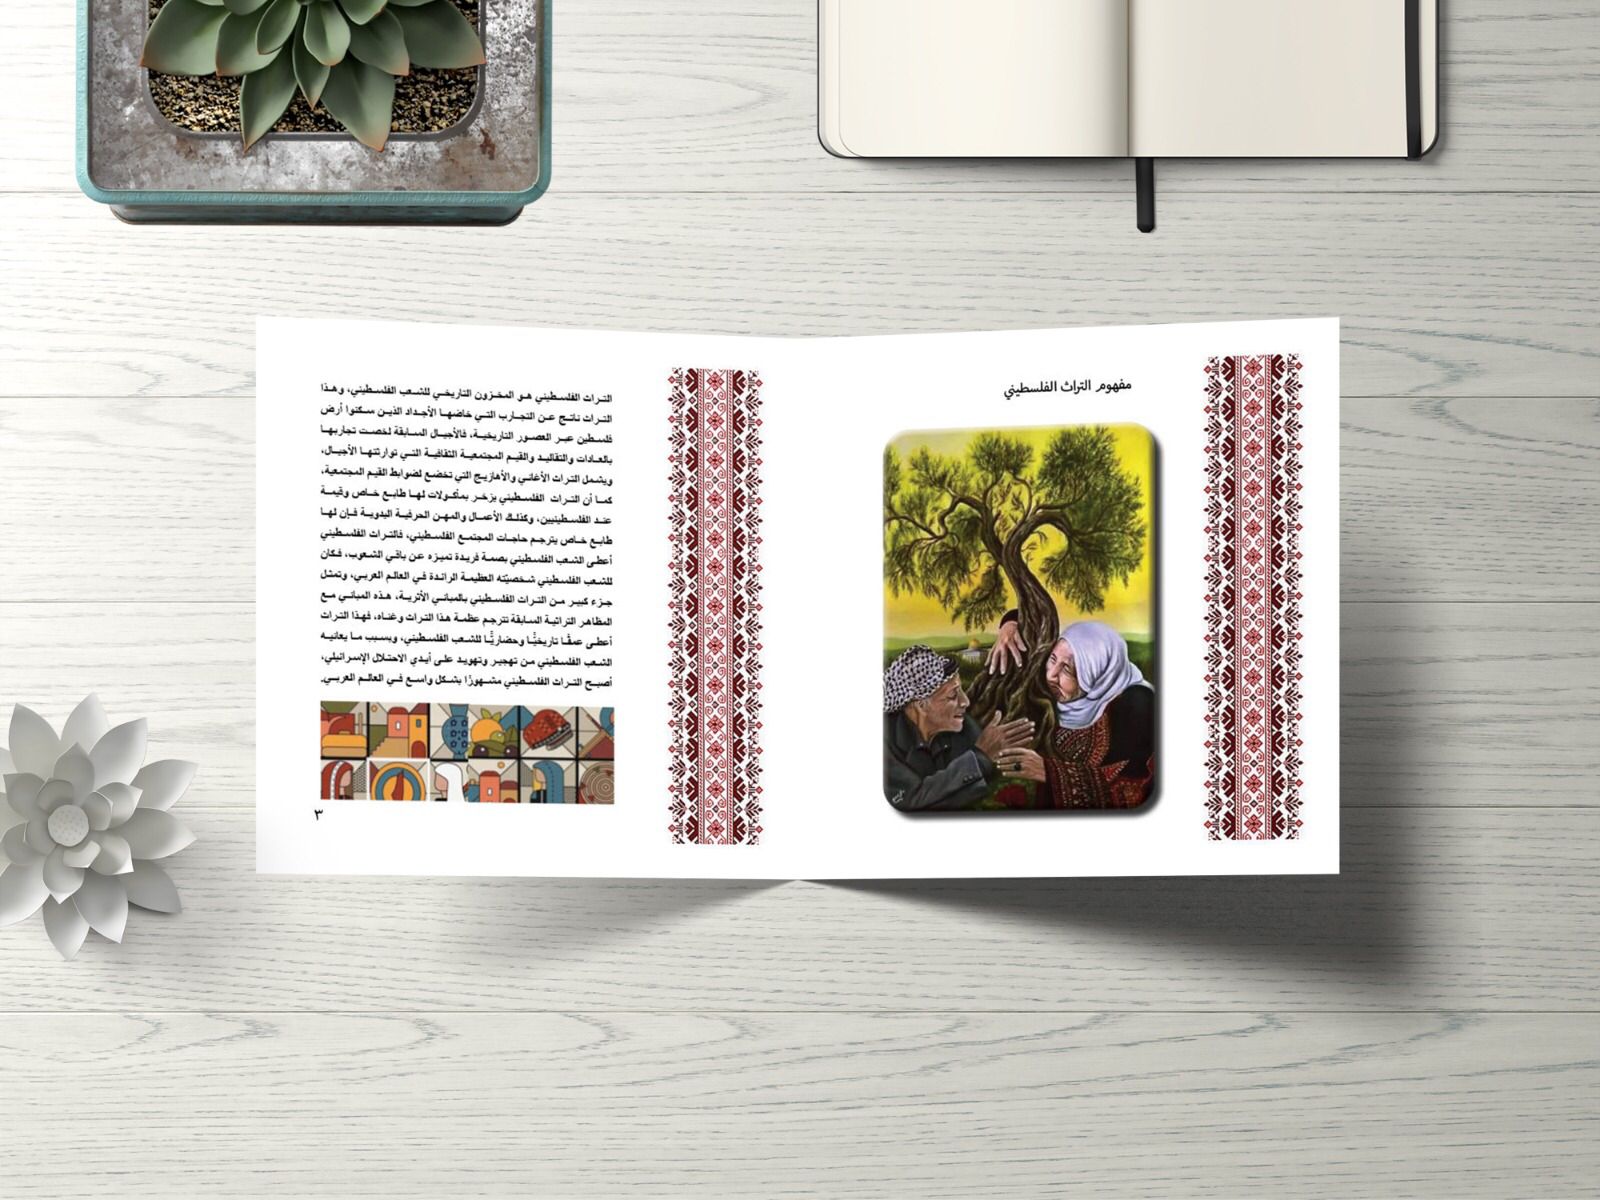 مفهوم التراث الفلسطيني
التراث الفلسطيني هو المخزون التاريخي للشعب الفلسطيني، وهذا
التراث ناتج عن التجارب التي خاضها الأجداد الذين سكنوا أرض
فلسطين عبر العصور التاريخية، فالأجيال السابقة لخصت تجاربها
بالعادات والتقاليد والقيم المجتمعية الثقافية التي توارثتها الأجيال،
ويشمل التراث الأغاني والأهازيج التي تخضع لضوابط القيم المجتمعية،
كما أن التراث الفلسطيني يزخر بمأكولات لها طابع خاص وقيمة
عند الفلسطينيين، وكذلك الأعمال والمهن الحرفية اليدوية فإن لها
طابع خاص يترجم حاجات المجتمع الفلسطيني، فالتراث الفلسطيني
أعطى الشعب الفلسطيني بصمة فريدة تميزه عن باقي الشعوب، فكان
للشعب الفلسطيني شخصيّته العظيمة الرائدة في العالم العربي، وتمثل
جزء كبير من التراث الفلسطيني بالمباني الأثرية، هذه المباني مع
المظاهر التراثية السابقة تترجم عظمة هذا التراث وغناه، فهذا التراث
أعطى عمقًا تاريخيًّا وحضاريًّا للشعب الفلسطيني، وبسبب ما يعانيه
الشعب الفلسطيني من تهجير وتهويد على أيدي الاحتلال الإسرائيلي،
أصبح التراث الفلسطيني مشهورًا بشكل واسع في العالم العربي.
٣